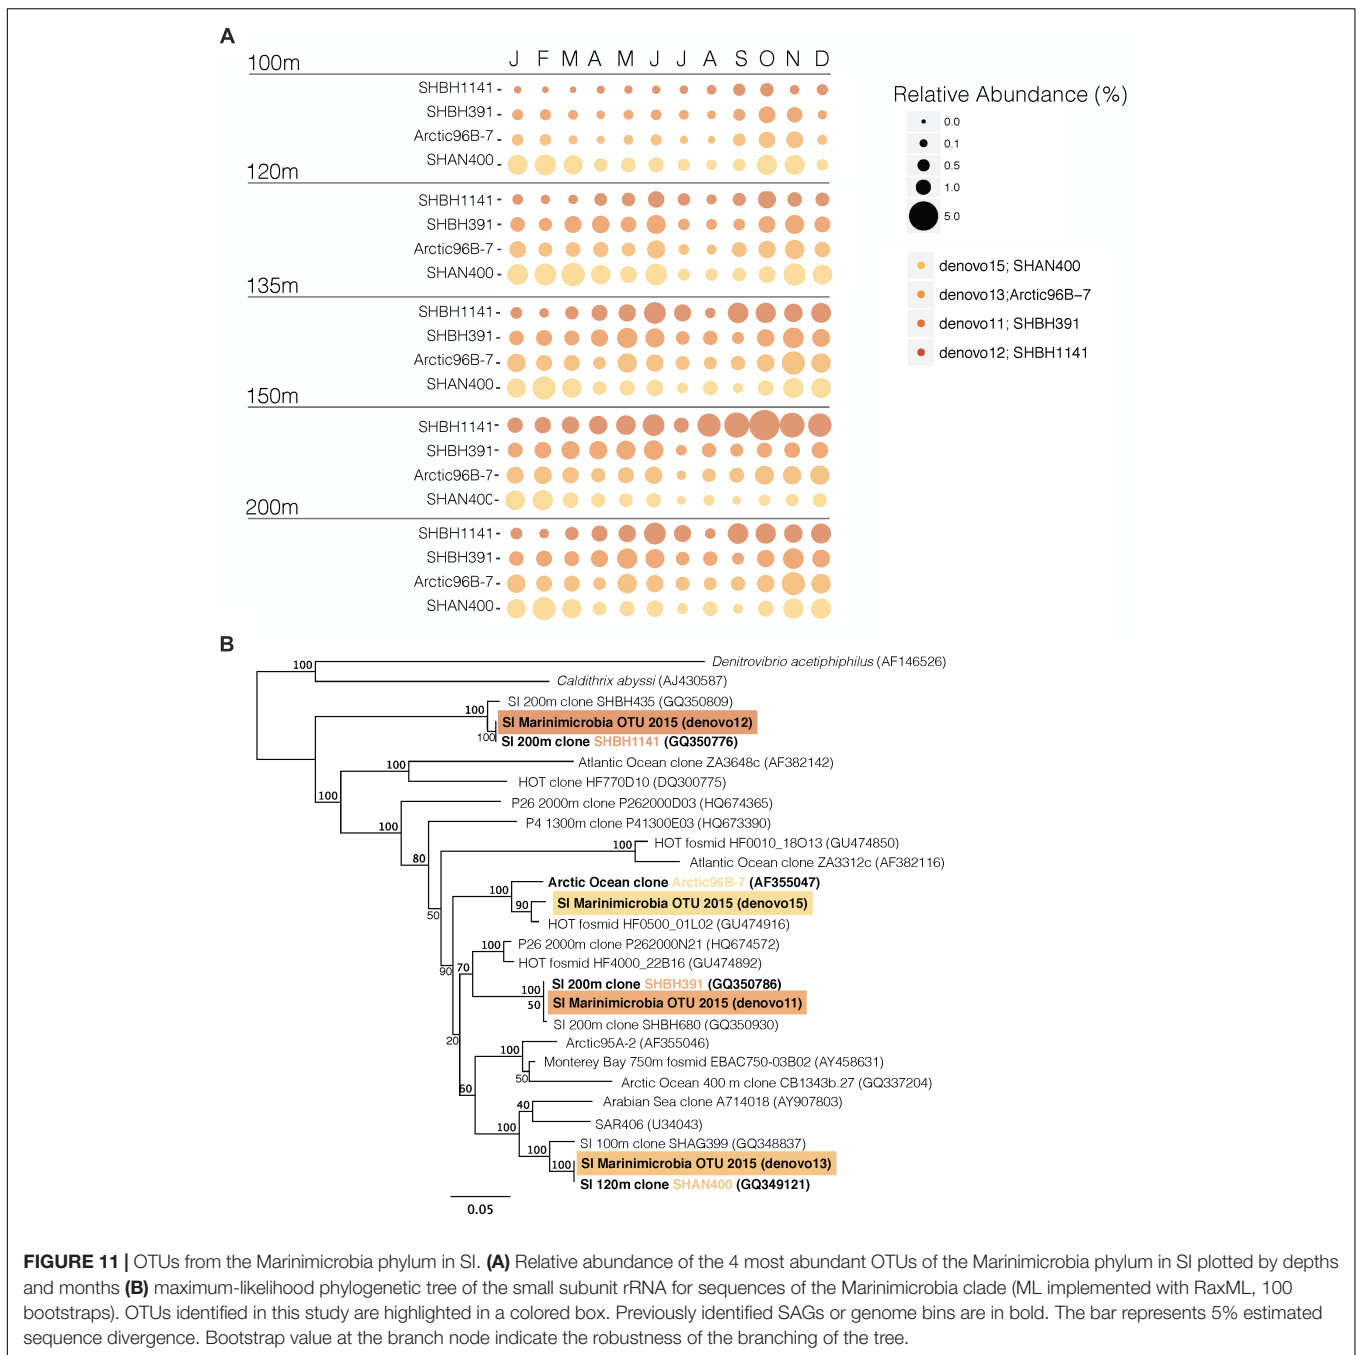 A
J F M A M J J A S O N D
100m
SHBH1141
SHBH391
Arctic96B-7
SHAN400
120m
SHBH1141
SHBH391
Arctic96B-7
SHAN400
135m
SHBH1141
SHBH391
Arctic96B-7
SHAN400
150m
SHBH1141
SHBH391
Arctic96B-7
SHAN400
200m
SHBH1141
SHBH391
Arctic96B-7
SHAN400
Relative Abundance (%)
0.0
0.1
0.5
1.0
5.0
denovo15; SHAN400
denovo13;Arctic96B-7
denovo11; SHBH391
denovo12; SHBH1141
B
100 Denitrovibrio acetiphiphilus (AF146526)
Caldithrix abyssi (AJ430587)
SI 200m clone SHBH435 (GQ350809)
100 SI Marinimicrobia OTU 2015 (denovo12)
100 SI 200m clone SHBH1141 (GQ350776)
100 Atlantic Ocean clone ZA3648c (AF382142)
HOT clone HF770D10 (DQ300775)
100 P26 2000m clone P262000D03 (HQ674365)
100 P4 1300m clone P41300E03 (HQ673390)
100 HOT fosmid HF0010_18O13 (GU474850)
80 Atlantic Ocean clone ZA3312c (AF382116)
100 Arctic Ocean clone Arctic96B-7 (AF355047)
90 SI Marinimicrobia OTU 2015 (denovo15)
50 HOT fosmid HF0500_01L02 (GU474916)
100 P26 2000m clone P262000N21 (HQ674572)
90 70 HOT fosmid HF4000_22B16 (GU474892)
100 SI 200m clone SHBH391 (GQ350786)
50 SI Marinimicrobia OTU 2015 (denovo11)
SI 200m clone SHBH680 (GQ350930)
20 100 Arctic95A-2 (AF355046)
Monterey Bay 750m fosmid EBAC750-03B02 (AY458631)
60 50 Arctic Ocean 400 m clone CB1343b.27 (GQ337204)
40 Arabian Sea clone A714018 (AY907803)
100 SAR406 (U34043)
100 SI 100m clone SHAG399 (GQ348837)
100 SI Marinimicrobia OTU 2015 (denovo13)
SI 120m clone SHAN400 (GQ349121)
0.05
FIGURE 11 | OTUs from the Marinimicrobia phylum in SI. (A) Relative abundance of the 4 most abundant OTUs of the Marinimicrobia phylum in SI plotted by depths
and months (B) maximum-likelihood phylogenetic tree of the small subunit rRNA for sequences of the Marinimicrobia clade (ML implemented with RaxML, 100
bootstraps). OTUs identified in this study are highlighted in a colored box. Previously identified SAGs or genome bins are in bold. The bar represents 5% estimated
sequence divergence. Bootstrap value at the branch node indicate the robustness of the branching of the tree.